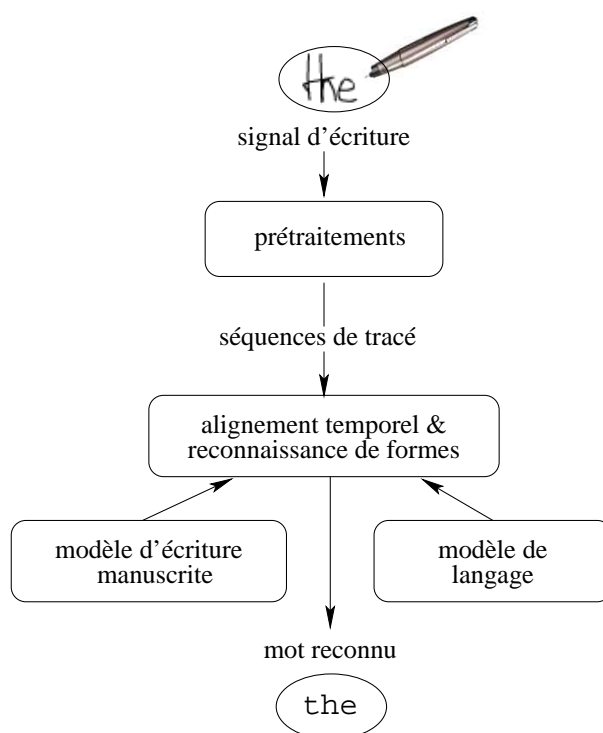 the
signal d'écriture
prétraitements
séquences de tracé
alignement temporel &
reconnaissance de formes
modèle d'écriture
manuscrite
modèle de
langage
mot reconnu
the